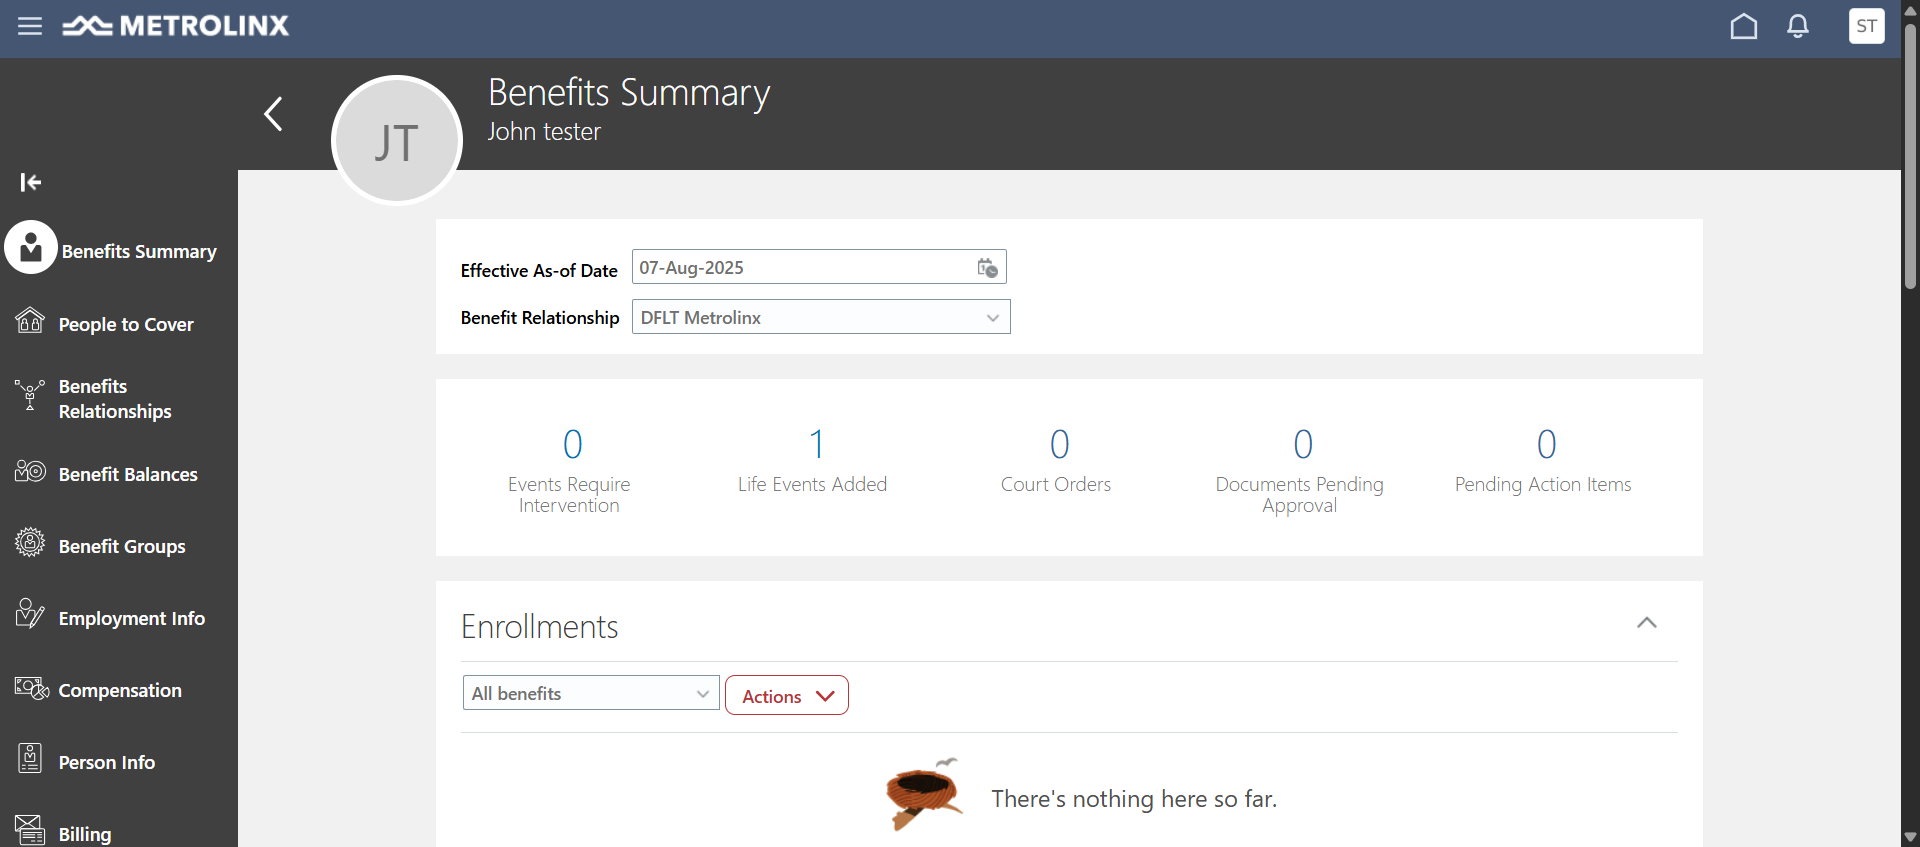 METROLINX
ST
JT
Benefits Summary
John tester
Benefits Summary
People to Cover
Benefits
Relationships
Benefit Balances
Benefit Groups
Employment Info
Compensation
Person Info
Billing
Effective As-of Date
07-Aug-2025
Benefit Relationship
DFLT Metrolinx
0
Events Require
Intervention
1
Life Events Added
0
Court Orders
0
Documents Pending
Approval
0
Pending Action Items
Enrollments
All benefits
Actions
There's nothing here so far.